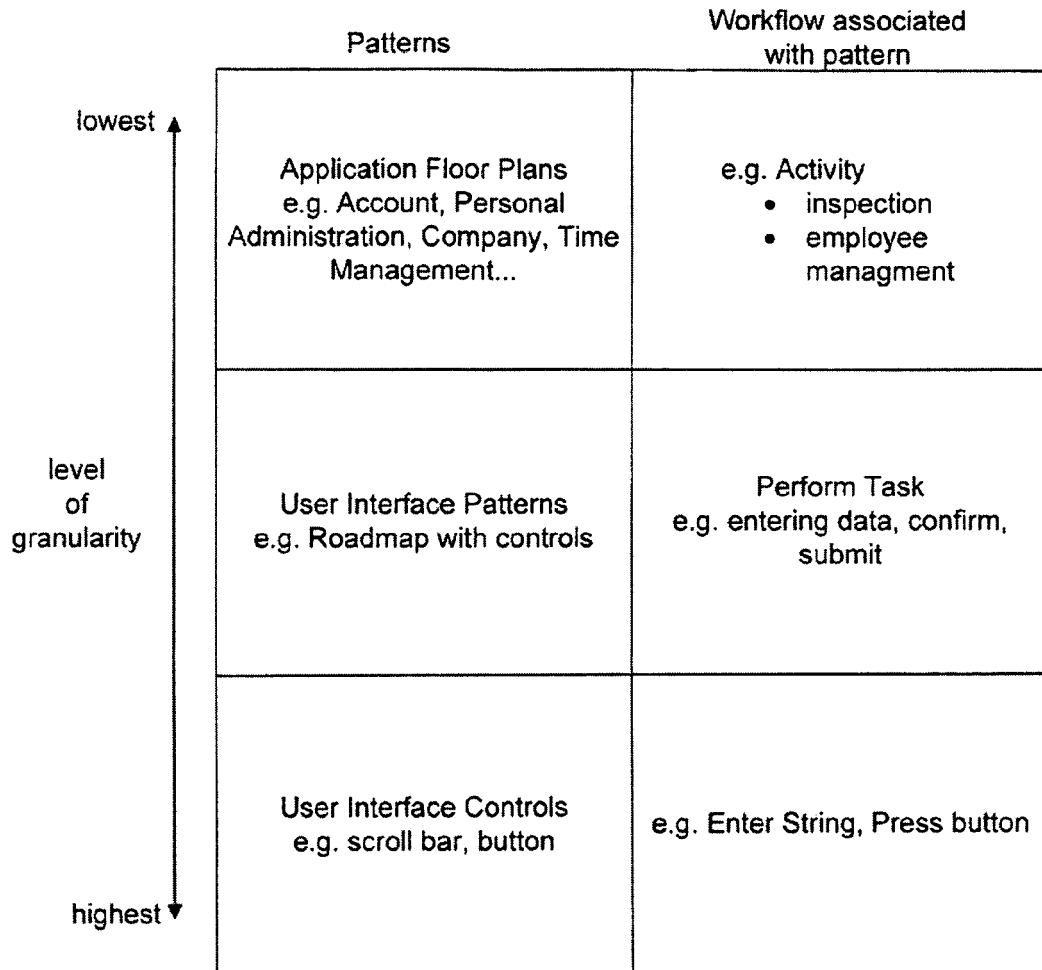 Patterns
Workflow associated
with pattern
lowest
level
of
granularity
highest
Application Floor Plans
e.g. Account, Personal
Administration, Company, Time
Management...
e.g. Activity
• inspection
• employee
managment
User Interface Patterns
e.g. Roadmap with controls
Perform Task
e.g. entering data, confirm,
submit
User Interface Controls
e.g. scroll bar, button
e.g. Enter String, Press button